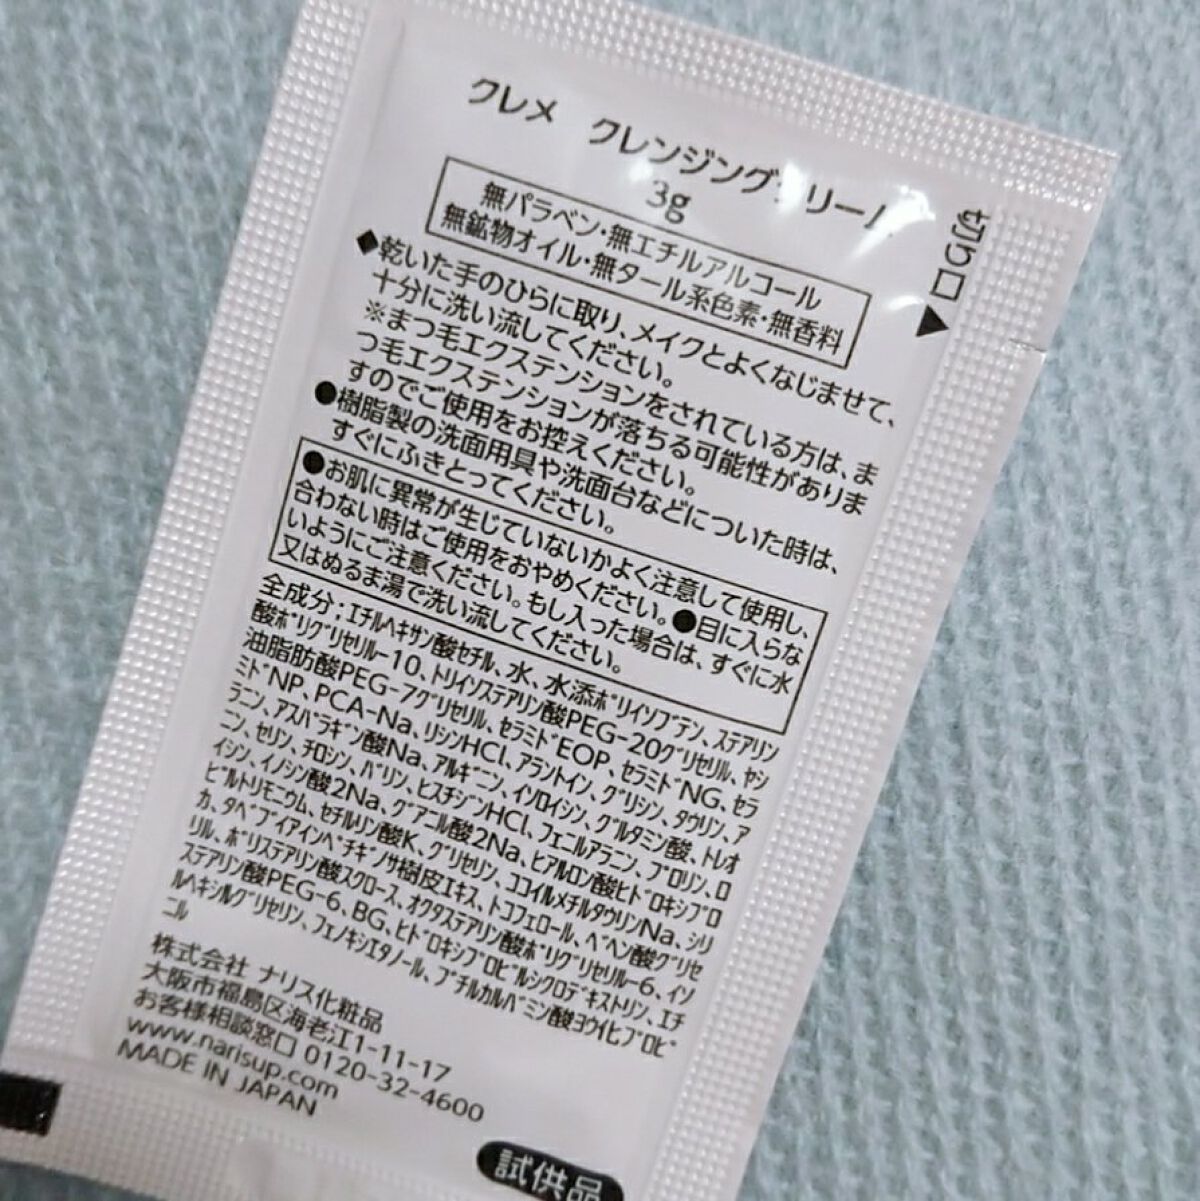 クレメ クレンジングクリーム
3g
切り口
無パラベン・無エチルアルコール
無鉱物オイル・無タール系色素・無香料
◆乾いた手のひらに取り、メイクとよくなじませて、
十分に洗い流してください。
※まつ毛エクステンションをされている方は、ま
つ毛エクステンションが落ちる可能性がありま
すのでご使用をお控えください。
●樹脂製の洗面用具や洗面台などについた時は、
すぐにふきとってください。
●お肌に異常が生じていないかよく注意して使用し、
合わない時はご使用をおやめください。●目に入らな
いようにご注意ください。もし入った場合は、すぐに水
又はぬるま湯で洗い流してください。
全成分：エチルヘキサン酸セチル、水、水添ポリイソブテン、ステアリン
酸ポリグリセリル-10、トリイソステアリン酸PEG-20グリセリル、ヤシ
油脂肪酸PEG-7グリセリル、セラミドEOP、セラミドNG、セラ
ミドNP、PCA-Na、リシンHCl、アラントイン、グリシン、タウリン、ア
ラニン、アスパラギン酸Na、アルギニン、イソロイシン、グルタミン酸、トレオ
ニン、セリン、チロシン、バリン、ヒスチジンHCl、フェニルアラニン、プロリン、ロ
イシン、イノシン酸2Na、グアニル酸2Na、ヒアルロン酸ヒドロキシプロ
ピルトリモニウム、セチルリン酸K、グリセリン、ココイルメチルタウリンNa、シリ
カ、タベブイアインペチギノサ樹皮エキス、トコフェロール、ベヘン酸グリセ
リル、ポリステアリン酸スクロース、オクタステアリン酸ポリグリセリル-6、イソ
ステアリン酸PEG-6、BG、ヒドロキシプロピルシクロデキストリン、エチ
ルヘキシルグリセリン、フェノキシエタノール、ブチルカルバミン酸ヨウ化プロピ
ニル
株式会社 ナリス化粧品
大阪市福島区海老江1-11-17
お客様相談窓口 0120-32-4600
www.narisup.com
MADE IN JAPAN
試供品